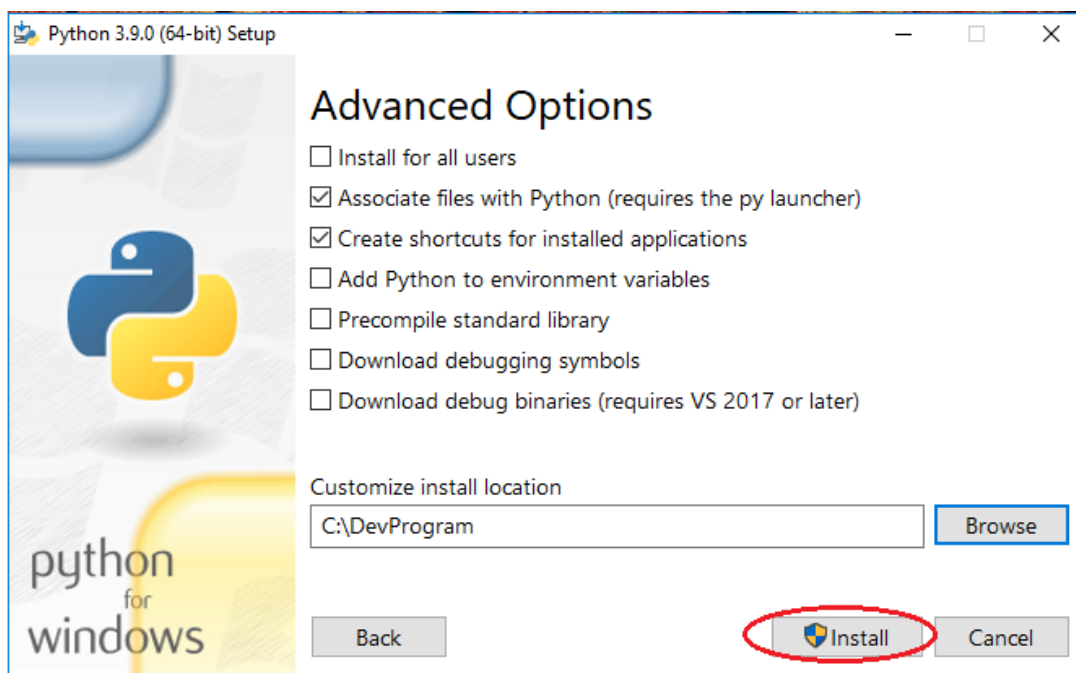 Python 3.9.0 (64-bit) Setup
Advanced Options
Install for all users
Associate files with Python (requires the py launcher)
Create shortcuts for installed applications
Add Python to environment variables
Precompile standard library
Download debugging symbols
Download debug binaries (requires VS 2017 or later)
Customize install location
C:\DevProgram
Browse
python
for
windows
Back
Install
Cancel